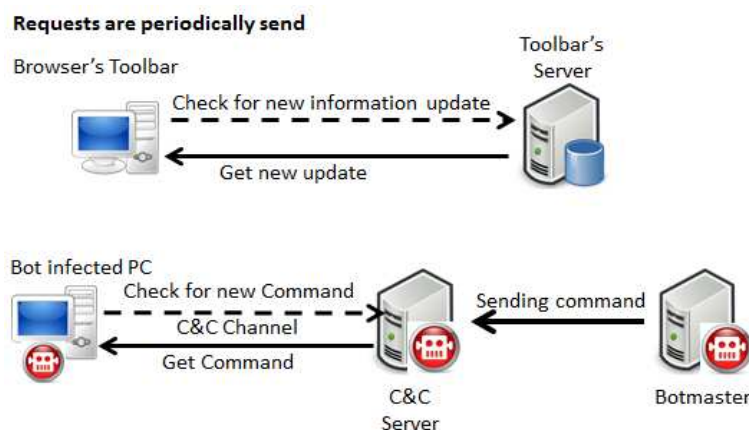 Requests are periodically send
Browser's Toolbar
Toolbar's
Server
Check for new information update
Get new update
Bot infected PC
Check for new Command
C&C Channel
Get Command
Sending command
C&C
Server
Botmaster